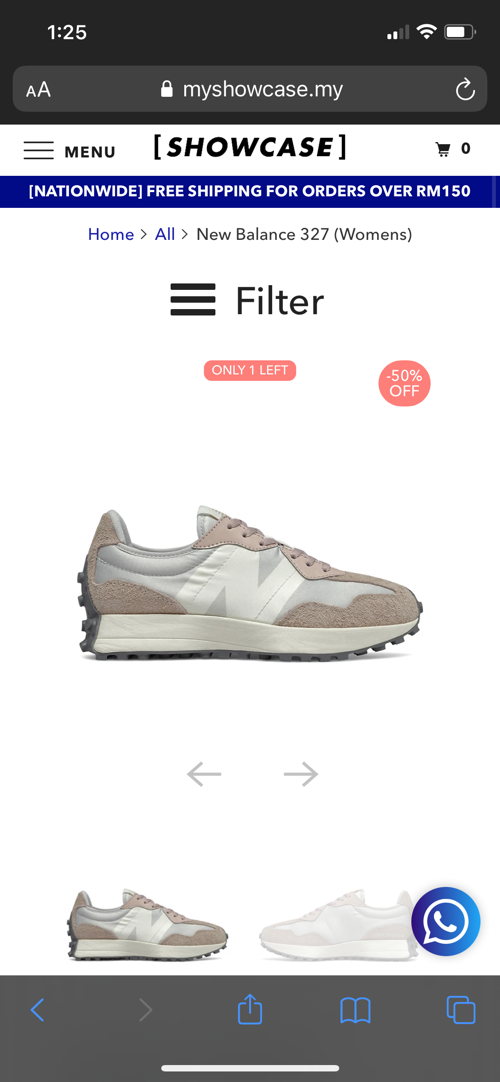 1:25
AA myshowcase.my
MENU [SHOWCASE] 0
[NATIONWIDE] FREE SHIPPING FOR ORDERS OVER RM150
Home > All > New Balance 327 (Womens)
Filter
ONLY 1 LEFT
-50%
OFF
N